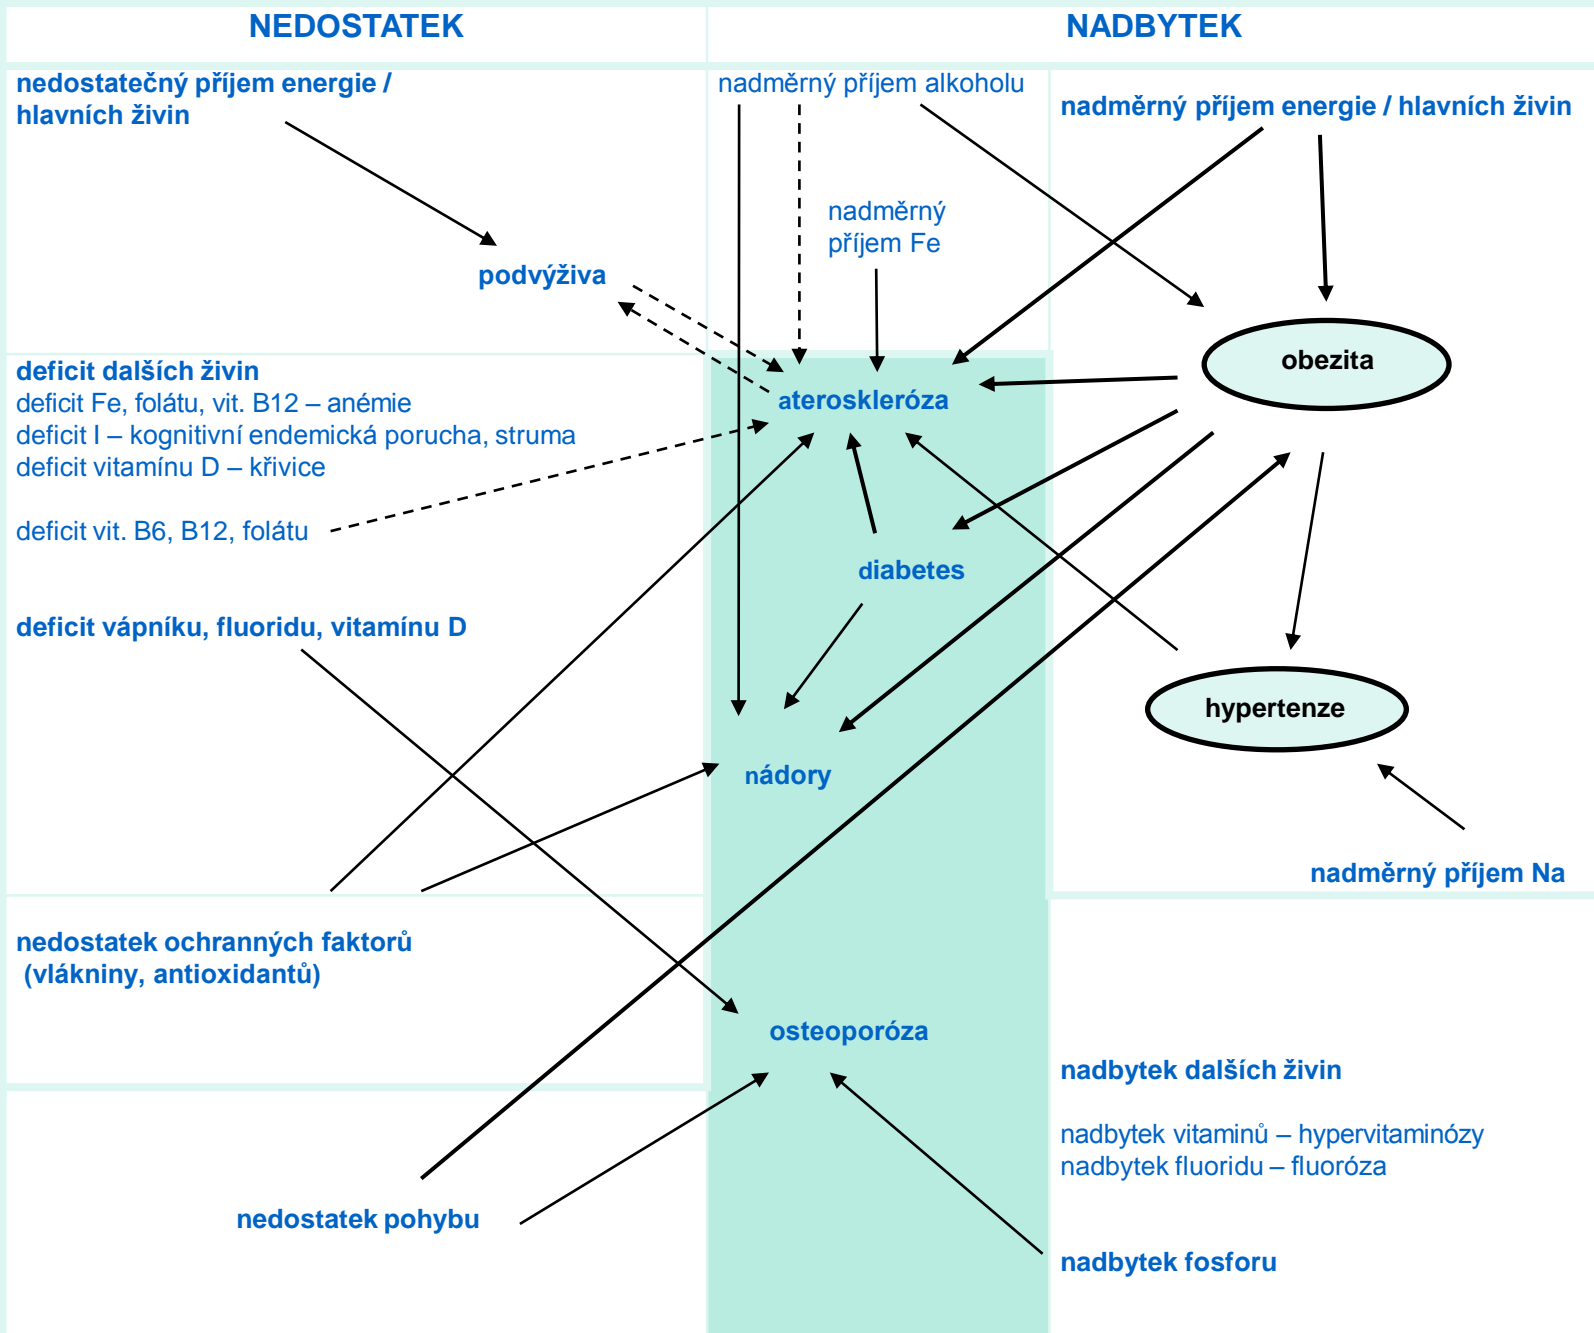 NEDOSTATEK
NADBYTEK
nedostatečný příjem energie /
hlavních živin
nadměrný příjem alkoholu
nadměrný příjem energie / hlavních živin
nadměrný
příjem Fe
podvýživa
obezita
deficit dalších živin
deficit Fe, folátu, vit. B12 – anémie
deficit I – kognitivní endemická porucha, struma
deficit vitamínu D – křivice
ateroskleróza
deficit vit. B6, B12, folátu
diabetes
deficit vápníku, fluoridu, vitamínu D
hypertenze
nádory
nadměrný příjem Na
nedostatek ochranných faktorů
(vlákniny, antioxidantů)
osteoporóza
nadbytek dalších živin
nadbytek vitaminů – hypervitaminózy
nadbytek fluoridu – fluoróza
nedostatek pohybu
nadbytek fosforu